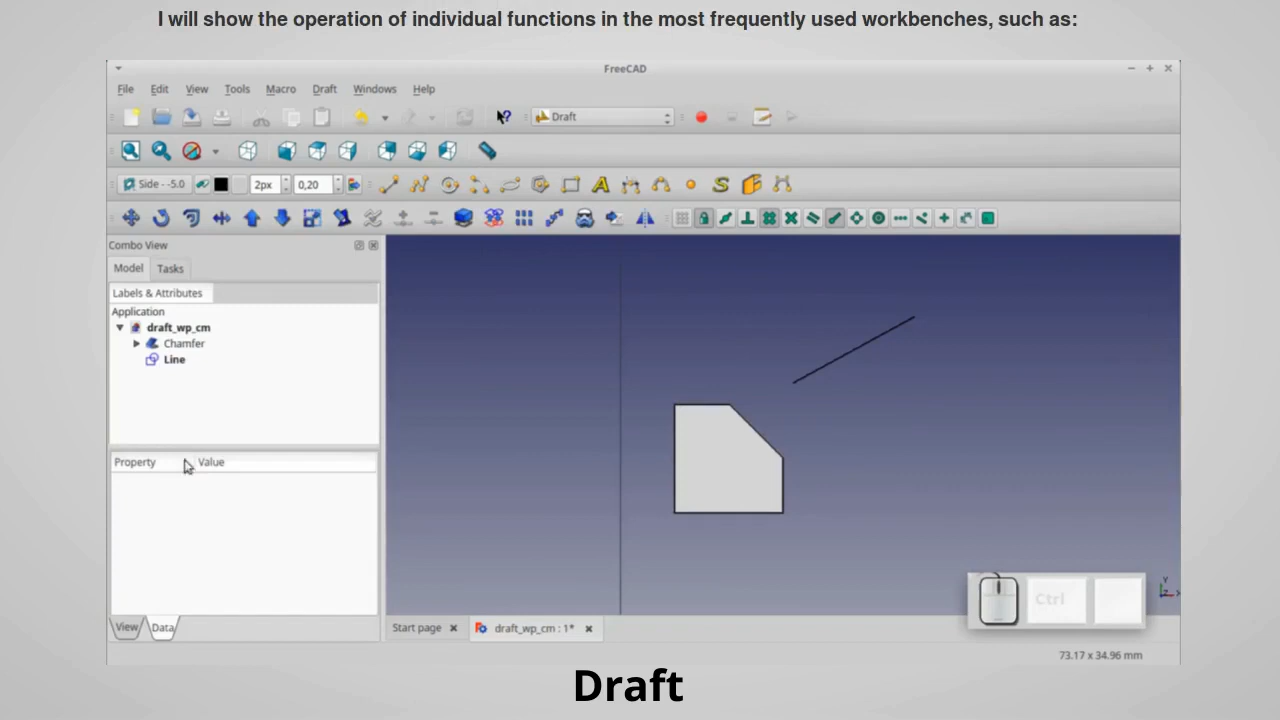 I will show the operation of individual functions in the most frequently used workbenches, such as:
FreeCAD
File Edit View Tools Macro Draft Windows Help
Draft
Side - -5.0 2px 0,20
Combo View
Model Tasks
Labels & Attributes
Application
draft_wp_cm
Chamfer
Line
Property Value
Ctrl
View Data
Start page draft_wp_cm : 1*
73.17 x 34.96 mm
Draft